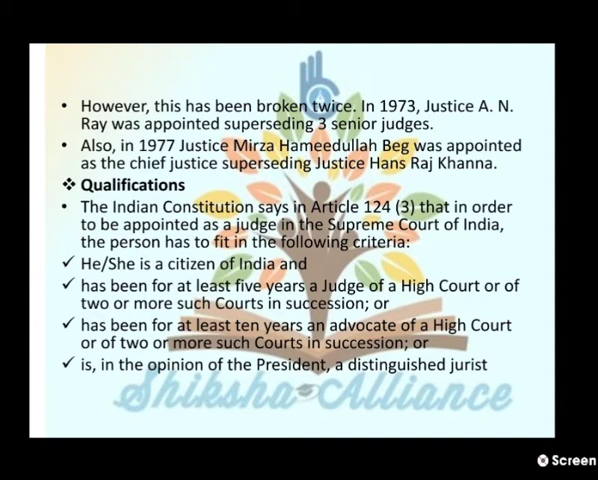 • However, this has been broken twice. In 1973, Justice A. N.
Ray was appointed superseding 3 senior judges.
• Also, in 1977 Justice Mirza Hameedullah Beg was appointed
as the chief justice superseding Justice Hans Raj Khanna.
❖ Qualifications
• The Indian Constitution says in Article 124 (3) that in order
to be appointed as a judge in the Supreme Court of India,
the person has to fit in the following criteria:
✓ He/She is a citizen of India and
✓ has been for at least five years a Judge of a High Court or of
two or more such Courts in succession; or
✓ has been for at least ten years an advocate of a High Court
or of two or more such Courts in succession; or
✓ is, in the opinion of the President, a distinguished jurist
Shiksha Alliance
Screen